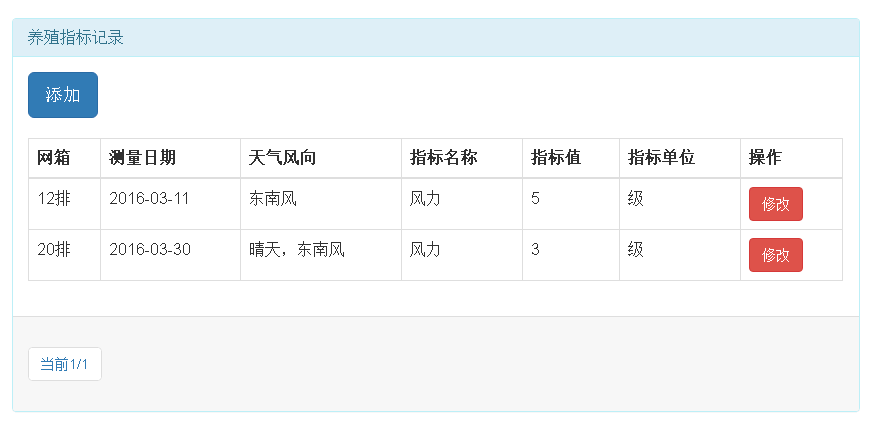 养殖指标记录
添加
网箱 测量日期 天气风向 指标名称 指标值 指标单位 操作
12排 2016-03-11 东南风 风力 5 级 修改
20排 2016-03-30 晴天，东南风 风力 3 级 修改
当前1/1